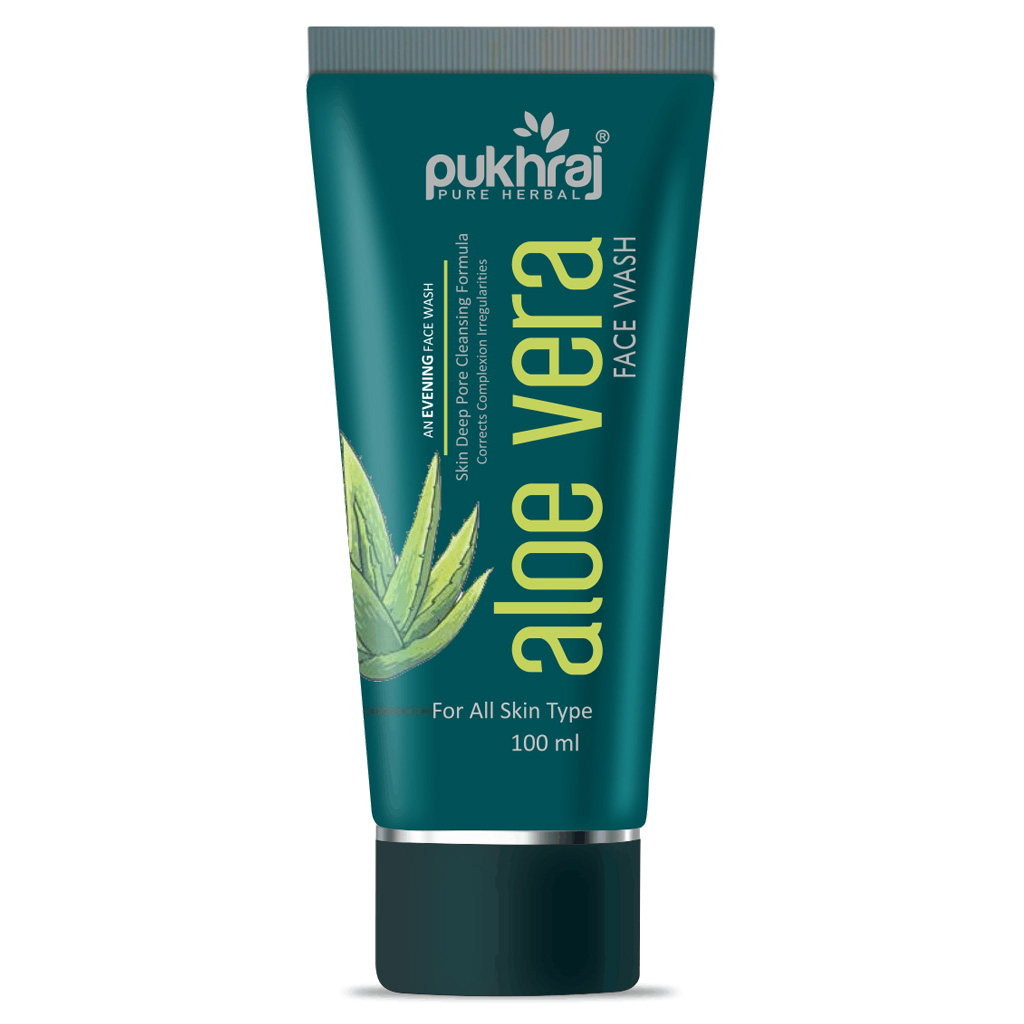 pukhraj®
PURE HERBAL
AN EVENING FACE WASH
Skin Deep Pore Cleansing Formula
Corrects Complexion Irregularities
aloe vera
FACE WASH
For All Skin Type
100 ml